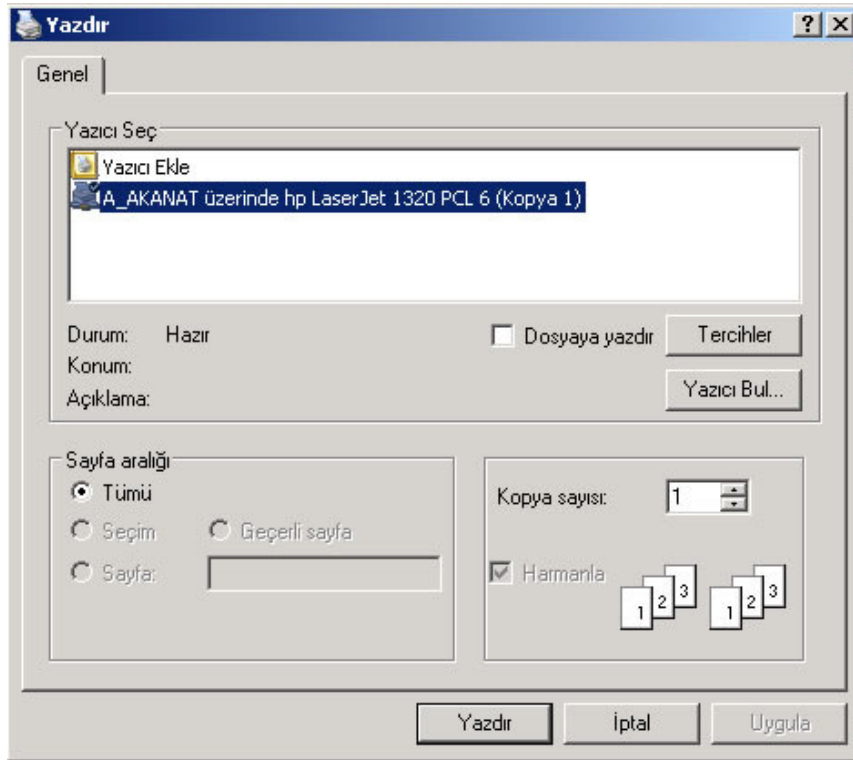 Yazdır
Genel
Yazıcı Seç
Yazıcı Ekle
A_AKANAT üzerinde hp LaserJet 1320 PCL 6 (Kopya 1)
Durum: Hazır
Dosyaya yazdır
Tercihler
Konum:
Açıklama:
Yazıcı Bul...
Sayfa aralığı
Tümü
Seçim
Geçerli sayfa
Sayfa:
Kopya sayısı: 1
Harmanla
1 2 3 1 2 3
Yazdır İptal Uygula